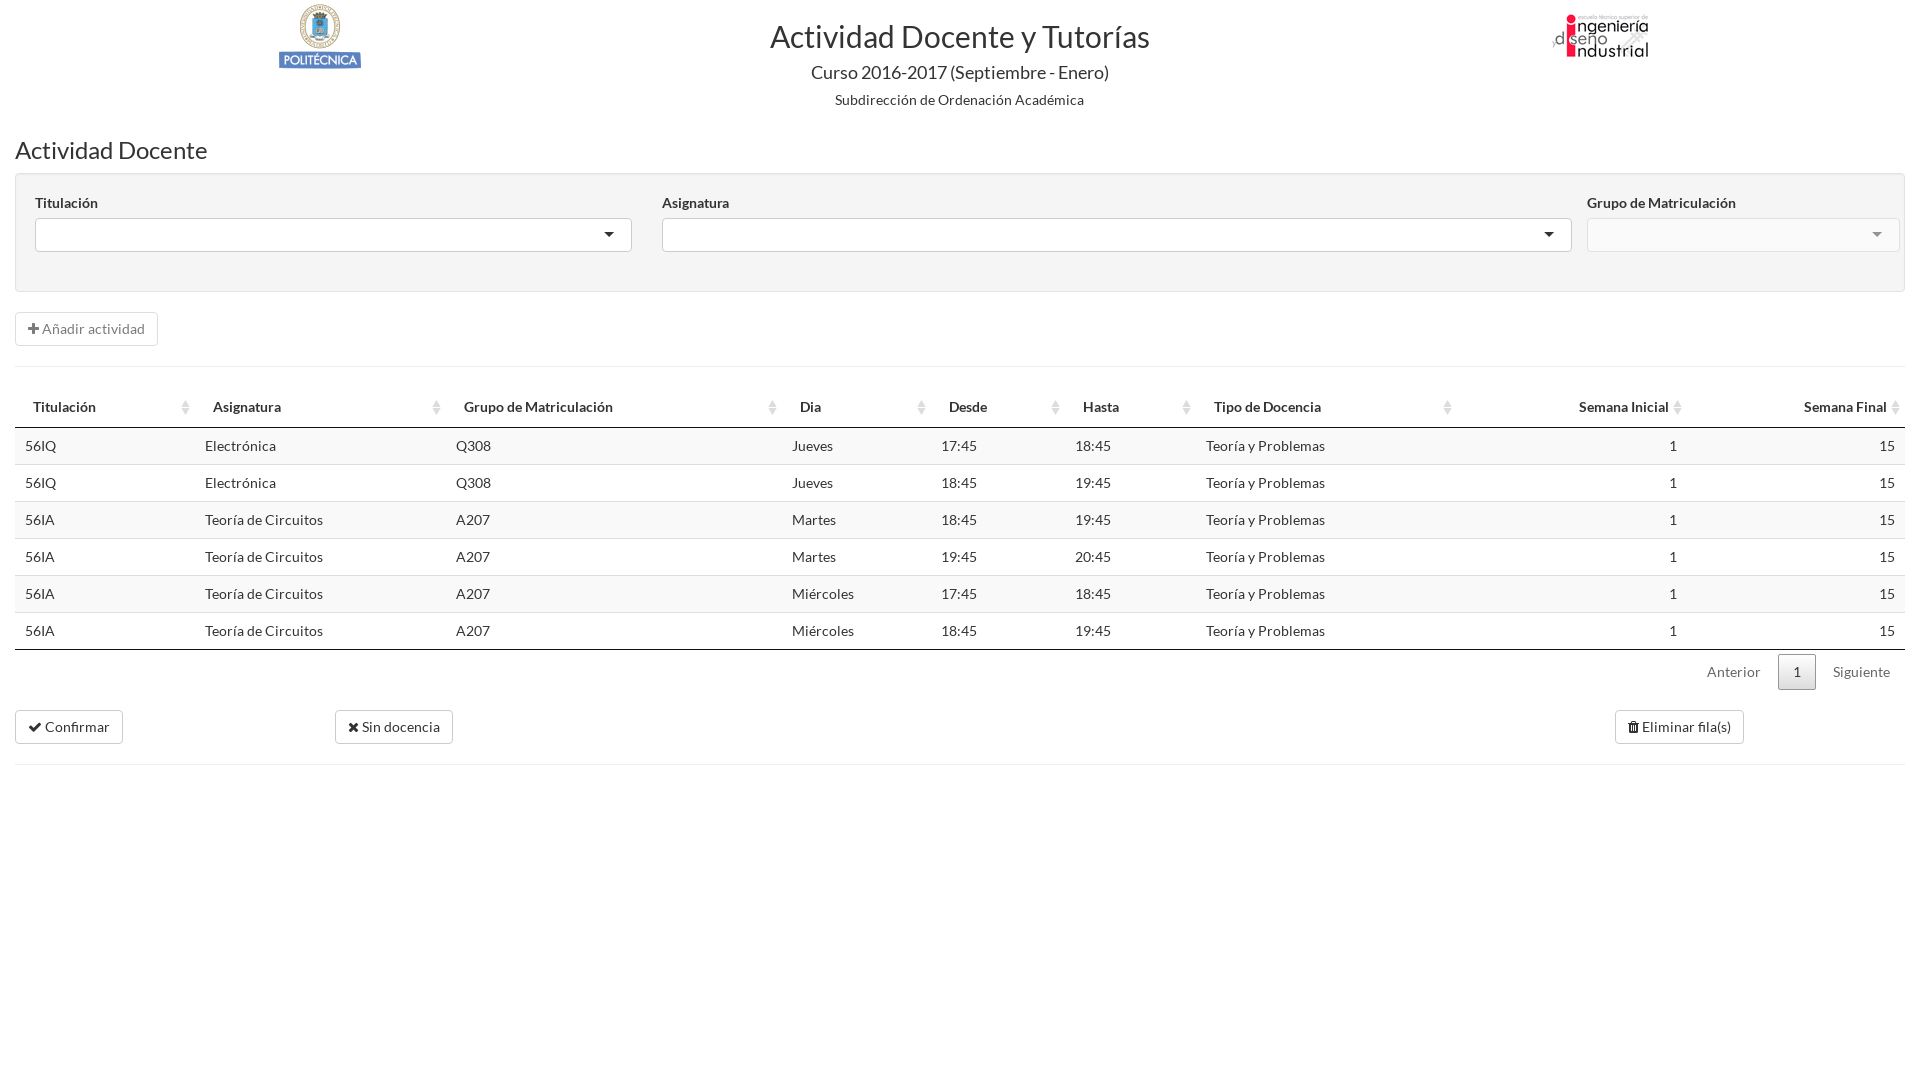 POLITÉCNICA
Actividad Docente y Tutorías
Curso 2016-2017 (Septiembre - Enero)
Subdirección de Ordenación Académica
escuela técnica superior de
ingeniería
y diseño
industrial
Actividad Docente
Titulación Asignatura Grupo de Matriculación
Añadir actividad
Titulación Asignatura Grupo de Matriculación Dia Desde Hasta Tipo de Docencia Semana Inicial Semana Final
56IQ Electrónica Q308 Jueves 17:45 18:45 Teoría y Problemas 1 15
56IQ Electrónica Q308 Jueves 18:45 19:45 Teoría y Problemas 1 15
56IA Teoría de Circuitos A207 Martes 18:45 19:45 Teoría y Problemas 1 15
56IA Teoría de Circuitos A207 Martes 19:45 20:45 Teoría y Problemas 1 15
56IA Teoría de Circuitos A207 Miércoles 17:45 18:45 Teoría y Problemas 1 15
56IA Teoría de Circuitos A207 Miércoles 18:45 19:45 Teoría y Problemas 1 15
Anterior 1 Siguiente
Confirmar Sin docencia Eliminar fila(s)